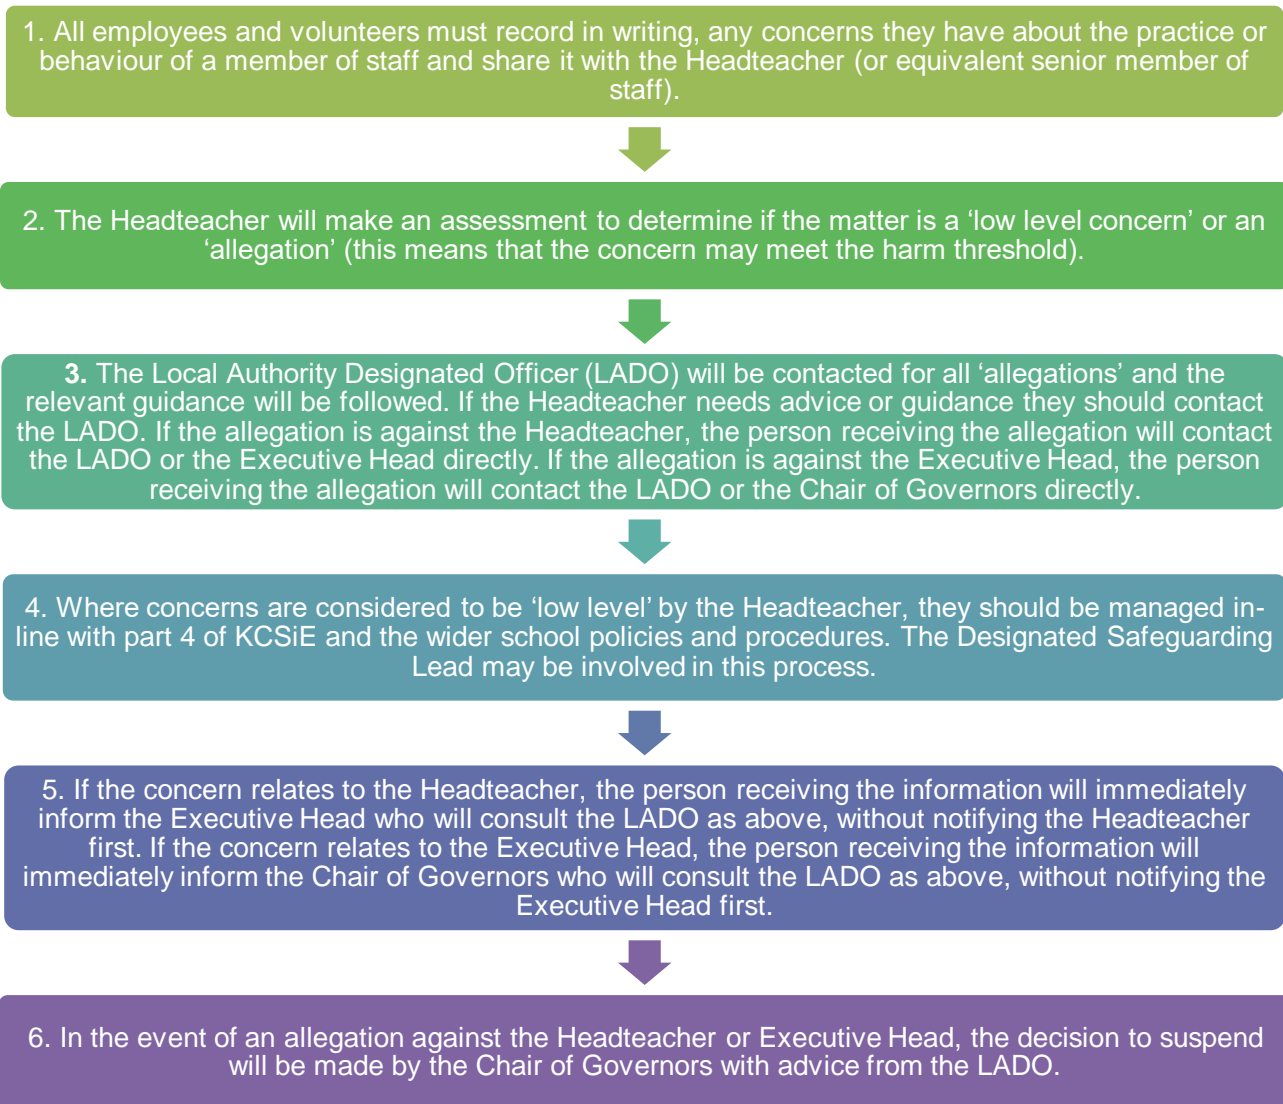 1. All employees and volunteers must record in writing, any concerns they have about the practice or
behaviour of a member of staff and share it with the Headteacher (or equivalent senior member of
staff).
2. The Headteacher will make an assessment to determine if the matter is a ‘low level concern’ or an
‘allegation’ (this means that the concern may meet the harm threshold).
3. The Local Authority Designated Officer (LADO) will be contacted for all ‘allegations’ and the
relevant guidance will be followed. If the Headteacher needs advice or guidance they should contact
the LADO. If the allegation is against the Headteacher, the person receiving the allegation will contact
the LADO or the Executive Head directly. If the allegation is against the Executive Head, the person
receiving the allegation will contact the LADO or the Chair of Governors directly.
4. Where concerns are considered to be ‘low level’ by the Headteacher, they should be managed in-
line with part 4 of KCSiE and the wider school policies and procedures. The Designated Safeguarding
Lead may be involved in this process.
5. If the concern relates to the Headteacher, the person receiving the information will immediately
inform the Executive Head who will consult the LADO as above, without notifying the Headteacher
first. If the concern relates to the Executive Head, the person receiving the information will
immediately inform the Chair of Governors who will consult the LADO as above, without notifying the
Executive Head first.
6. In the event of an allegation against the Headteacher or Executive Head, the decision to suspend
will be made by the Chair of Governors with advice from the LADO.